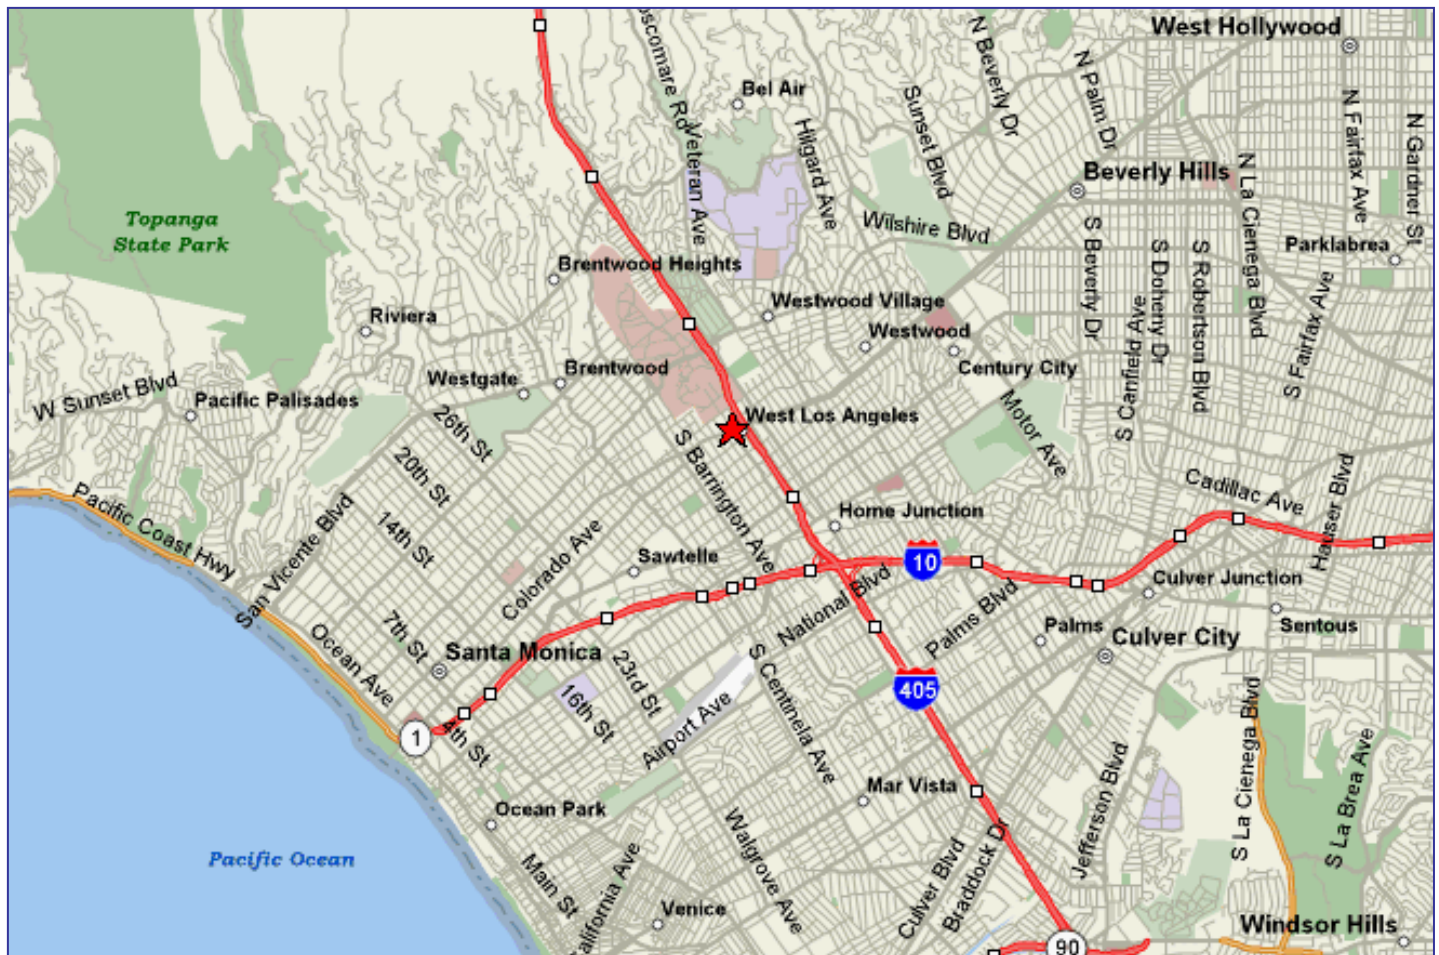 West Hollywood
oscomare Rd
N Beverly Dr
N Palm Dr
Bel Air
Sunset Blvd
N Fairfax Ave
N Gardner St
Veteran Ave
Hilgard Ave
Beverly Hills
N La Cienega Blvd
Topanga
State Park
Wilshire Blvd
S Beverly Dr
S Doherty Dr
S Robertson Blvd
Parklabrea
Brentwood Heights
Westwood Village
S Canfield Ave
S Fairfax Ave
Riviera
Westwood
Brentwood
Century City
Westgate
W Sunset Blvd
Pacific Palisades
Motor Ave
26th St
West Los Angeles
S Barrington Ave
20th St
Cadillac Ave
Hauser Blvd
Pacific Coast Hwy
San Vicente Blvd
14th St
Colorado Ave
Home Junction
Sawtelle
10
National Blvd
Culver Junction
Palms Blvd
7th St
Ocean Ave
Palms
Sentous
Santa Monica
Culver City
23rd St
S Centinela Ave
405
16th St
Airport Ave
S La Cienega Blvd
1
4th St
Jefferson Blvd
S La Brea Ave
Mar Vista
Ocean Park
Walgrove Ave
Culver Blvd
Braddock Dr
Pacific Ocean
Main St
alifornia Ave
Venice
Windsor Hills
90